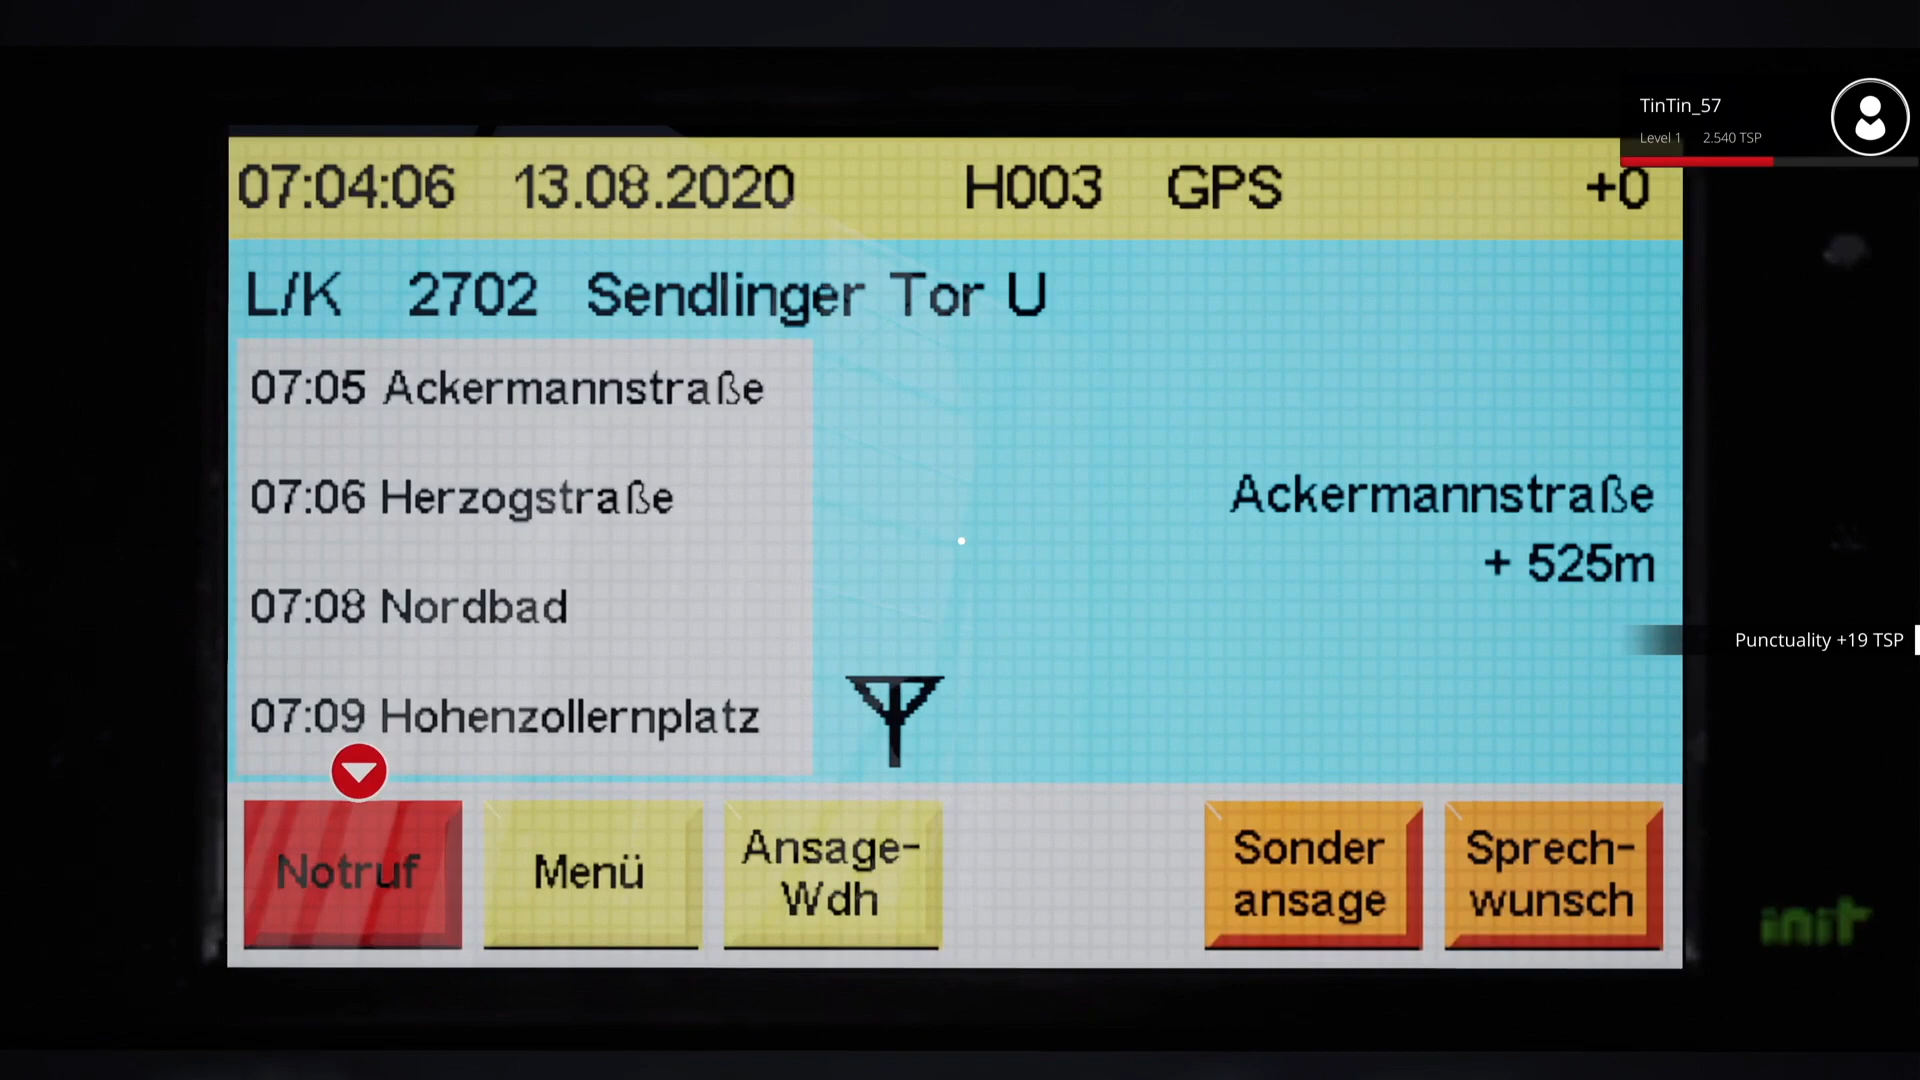 TinTin_57
Level 1 2.540 TSP
07:04:06 13.08.2020 H003 GPS +0
L/K 2702 Sendlinger Tor U
07:05 Ackermannstraße
07:06 Herzogstraße
07:08 Nordbad
07:09 Hohenzollernplatz
Ackermannstraße
+ 525m
Punctuality +19 TSP
Notruf
Menü
Ansage-
Wdh
Sonder
ansage
Sprech-
wunsch
init